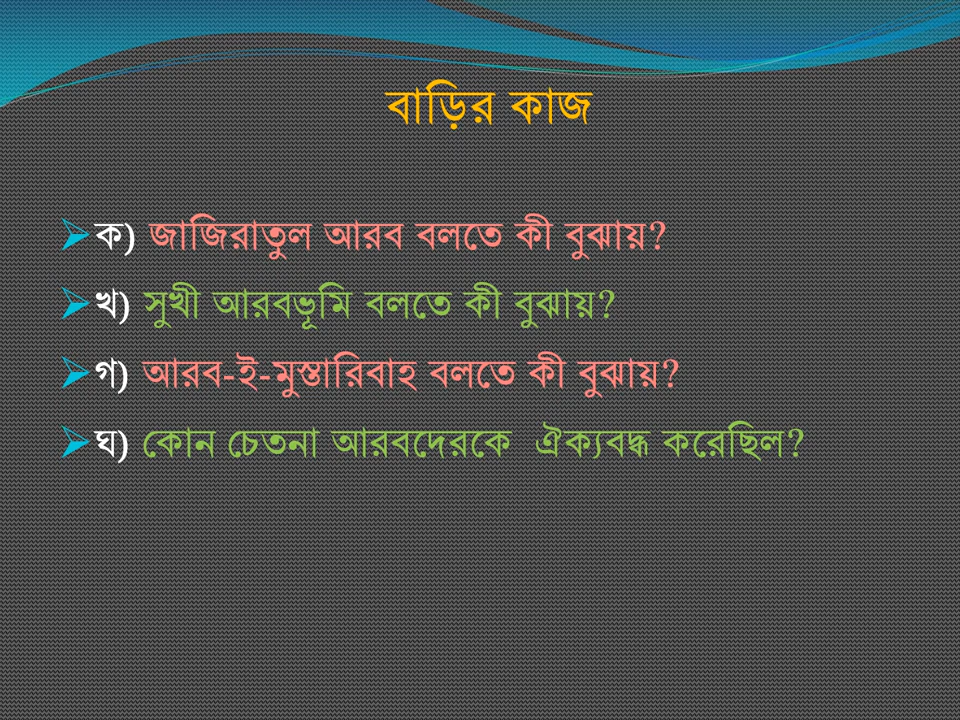 বাড়ির কাজ
ক) জাজিরাতুল আরব বলতে কী বুঝায়?
খ) সুখী আরবভূমি বলতে কী বুঝায়?
গ) আরব-ই-মুস্তারিবাহ বলতে কী বুঝায়?
ঘ) কোন চেতনা আরবদেরকে ঐক্যবদ্ধ করেছিল?